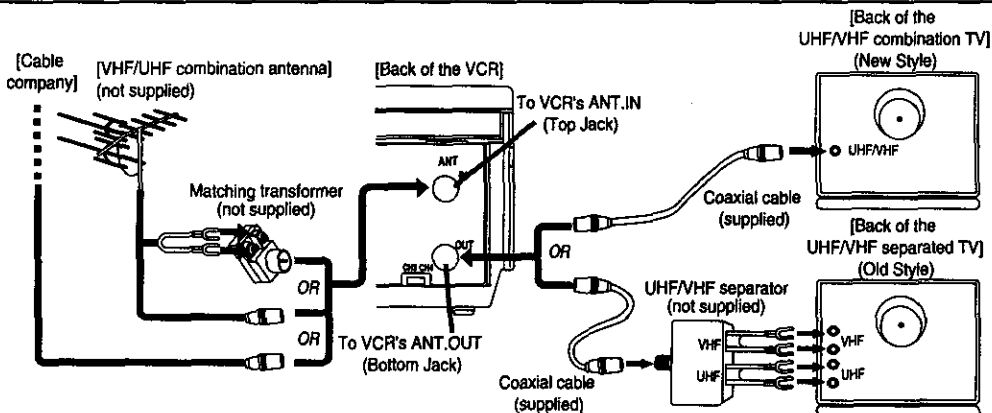 [Cable
company]
[VHF/UHF combination antenna]
(not supplied)
Matching transformer
(not supplied)
OR
OR
[Back of the VCR]
To VCR's ANT.IN
(Top Jack)
ANT
OUT
CH3 CH4
To VCR's ANT.OUT
(Bottom Jack)
OR
Coaxial cable
(supplied)
[Back of the
UHF/VHF combination TV]
(New Style)
UHF/VHF
Coaxial cable
(supplied)
UHF/VHF separator
(not supplied)
VHF
UHF
[Back of the
UHF/VHF separated TV]
(Old Style)
VHF
UHF